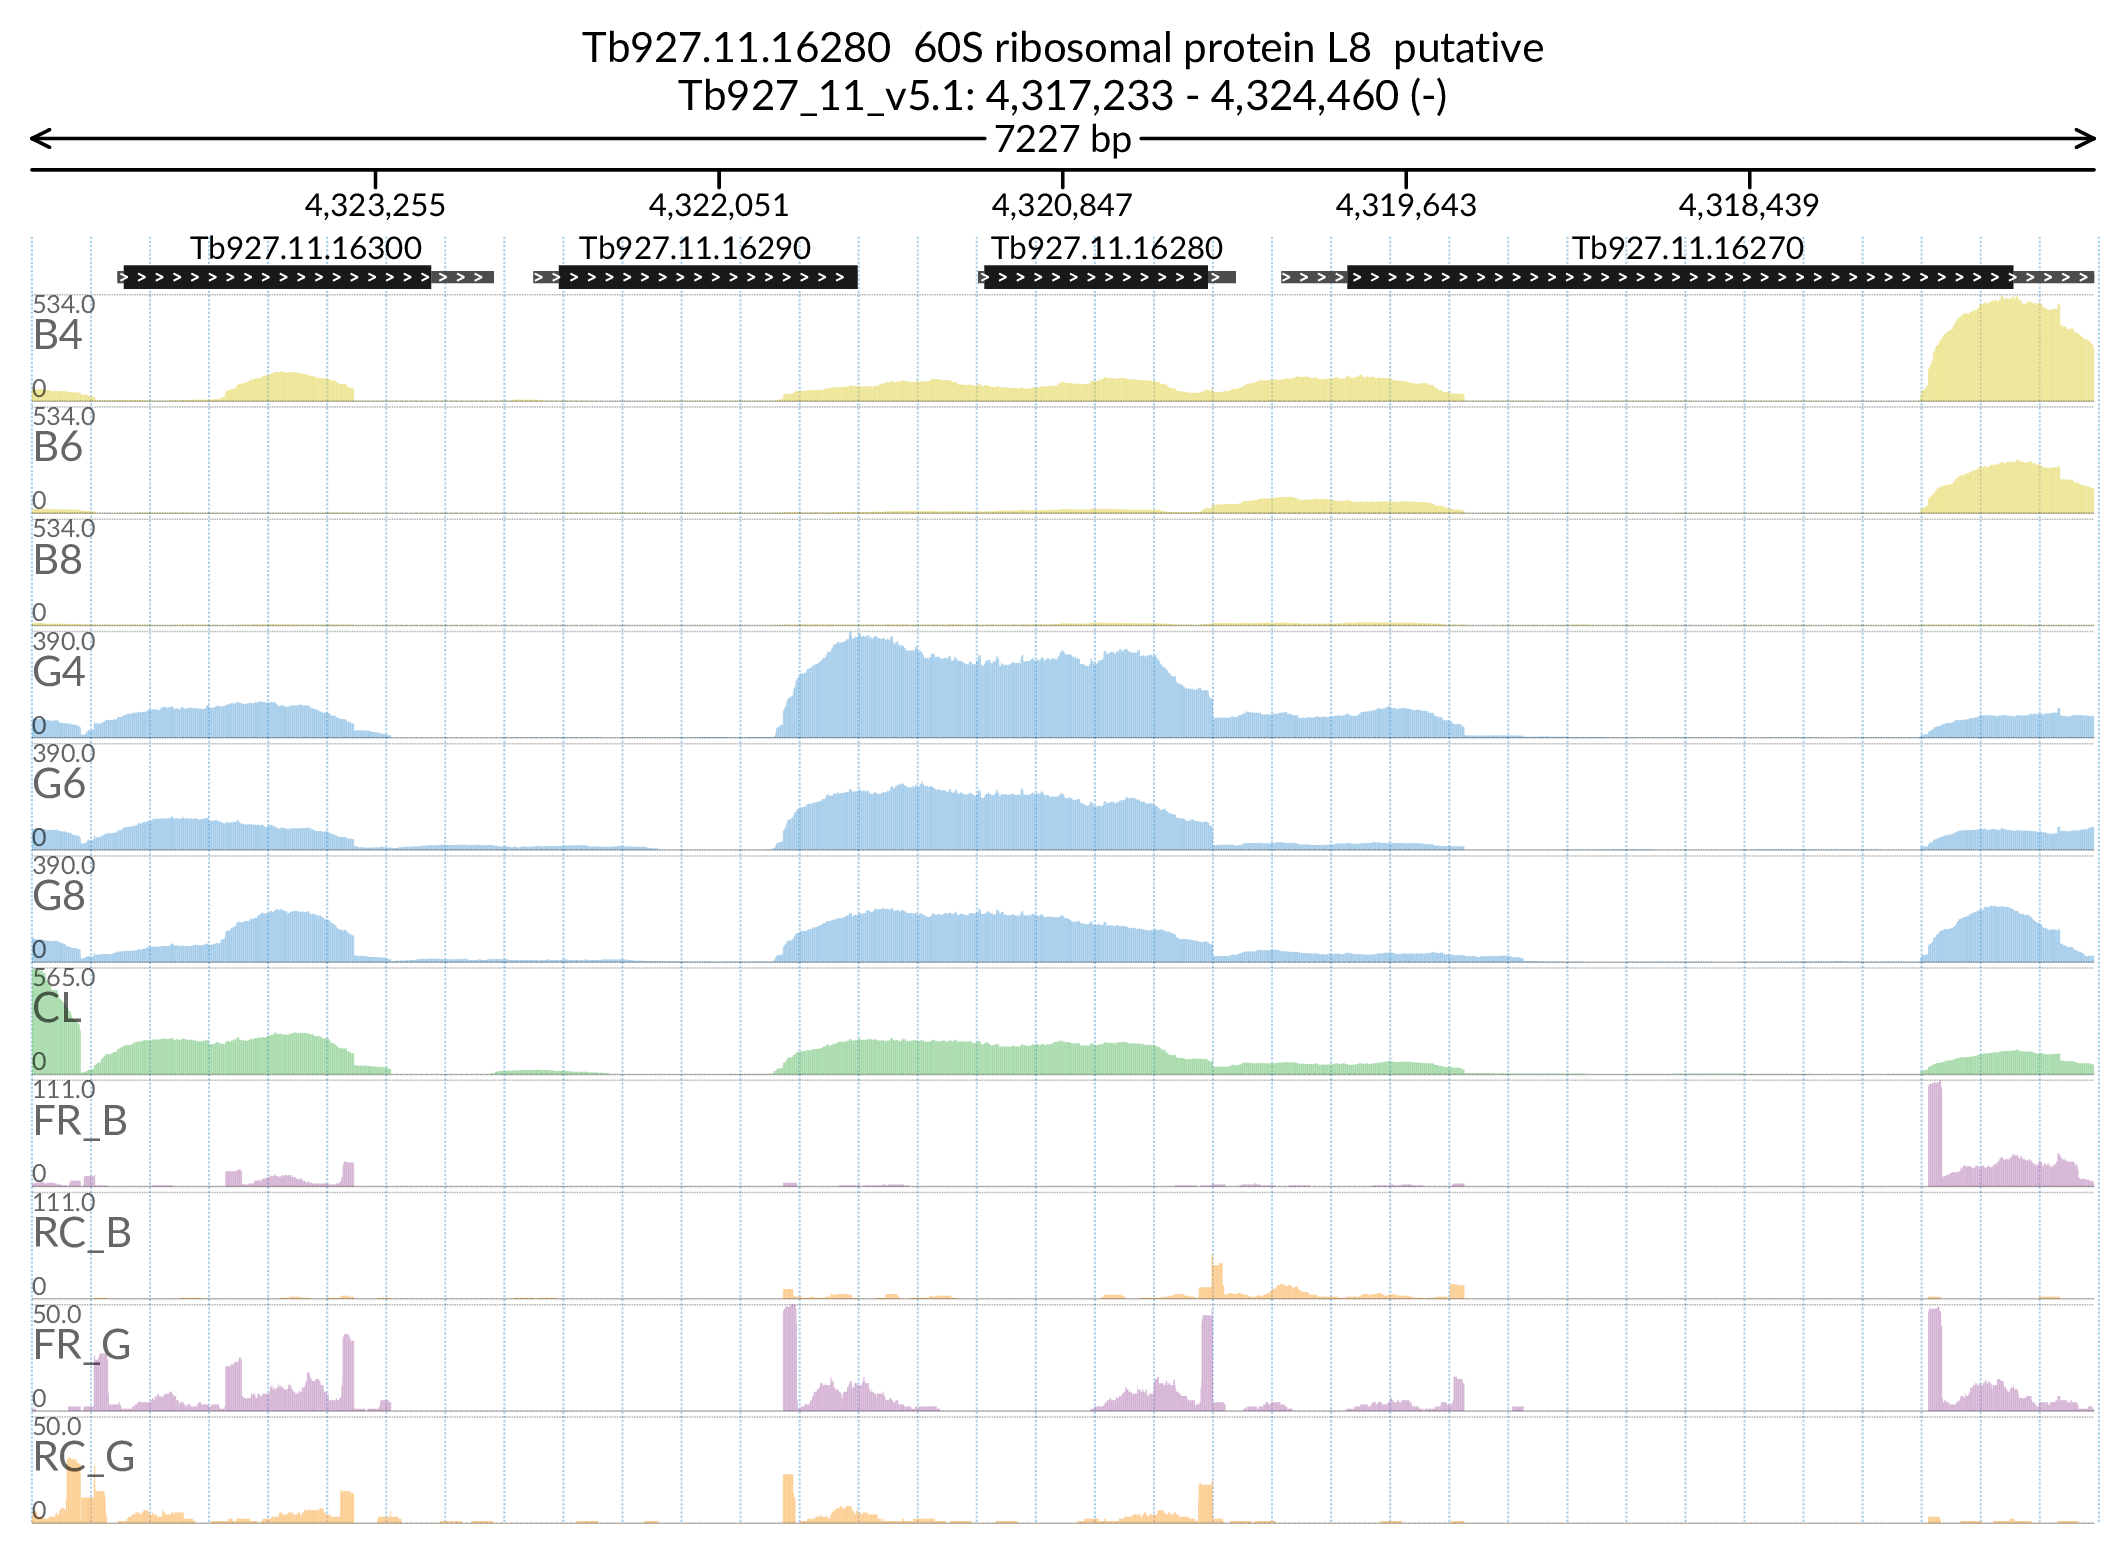 Tb927.11.16280  60S ribosomal protein L8  putative
Tb927_11_v5.1: 4,317,233 - 4,324,460 (-)
7227 bp
4,323,255 4,322,051 4,320,847 4,319,643 4,318,439
Tb927.11.16300 Tb927.11.16290 Tb927.11.16280 Tb927.11.16270
534.0
B4
0
534.0
B6
0
534.0
B8
0
390.0
G4
0
390.0
G6
0
390.0
G8
0
565.0
CL
0
111.0
FR_B
0
111.0
RC_B
0
50.0
FR_G
0
50.0
RC_G
0